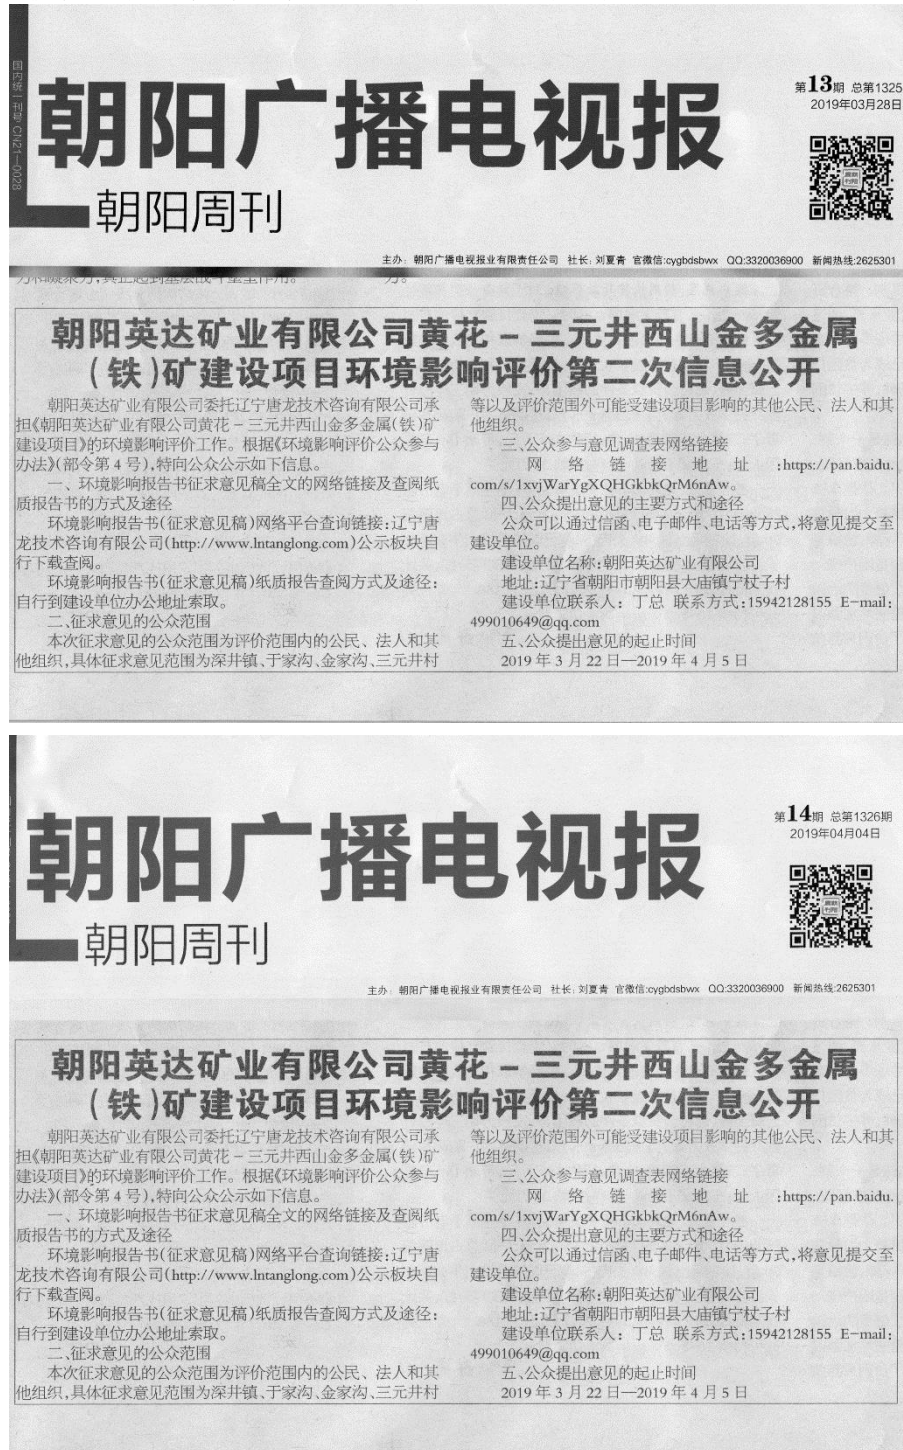 国内统一刊号 CN21—0028
朝阳广播电视报
第13期 总第1325
2019年03月28日
朝阳周刊
主办: 朝阳广播电视报业有限责任公司 社长: 刘夏青 官微信:cygbdsbwx QQ:3320036900 新闻热线:2625301
朝阳英达矿业有限公司黄花－三元井西山金多金属
(铁)矿建设项目环境影响评价第二次信息公开
朝阳英达矿业有限公司委托辽宁唐龙技术咨询有限公司承
担《朝阳英达矿业有限公司黄花－三元井西山金多金属(铁)矿
建设项目》的环境影响评价工作。根据《环境影响评价公众参与
办法》(部令第 4 号),特向公众公示如下信息。
一、环境影响报告书征求意见稿全文的网络链接及查阅纸
质报告书的方式及途径
环境影响报告书(征求意见稿)网络平台查询链接:辽宁唐
龙技术咨询有限公司(http://www.lntanglong.com)公示板块自
行下载查阅。
环境影响报告书(征求意见稿)纸质报告查阅方式及途径:
自行到建设单位办公地址索取。
二、征求意见的公众范围
本次征求意见的公众范围为评价范围内的公民、法人和其
他组织,具体征求意见范围为深井镇、于家沟、金家沟、三元井村
等以及评价范围外可能受建设项目影响的其他公民、法人和其
他组织。
三、公众参与意见调查表网络链接
网 络 链 接 地 址 :https://pan.baidu.
com/s/1xvjWarYgXQHGkbkQrM6nAw。
四、公众提出意见的主要方式和途径
公众可以通过信函、电子邮件、电话等方式,将意见提交至
建设单位。
建设单位名称:朝阳英达矿业有限公司
地址:辽宁省朝阳市朝阳县大庙镇宁杖子村
建设单位联系人: 丁总 联系方式:15942128155 E-mail:
499010649@qq.com
五、公众提出意见的起止时间
2019 年 3 月 22 日—2019 年 4 月 5 日
朝阳广播电视报
第14期 总第1326期
2019年04月04日
朝阳周刊
主办: 朝阳广播电视报业有限责任公司 社长: 刘夏青 官微信:cygbdsbwx QQ:3320036900 新闻热线:2625301
朝阳英达矿业有限公司黄花－三元井西山金多金属
(铁)矿建设项目环境影响评价第二次信息公开
朝阳英达矿业有限公司委托辽宁唐龙技术咨询有限公司承
担《朝阳英达矿业有限公司黄花－三元井西山金多金属(铁)矿
建设项目》的环境影响评价工作。根据《环境影响评价公众参与
办法》(部令第 4 号),特向公众公示如下信息。
一、环境影响报告书征求意见稿全文的网络链接及查阅纸
质报告书的方式及途径
环境影响报告书(征求意见稿)网络平台查询链接:辽宁唐
龙技术咨询有限公司(http://www.lntanglong.com)公示板块自
行下载查阅。
环境影响报告书(征求意见稿)纸质报告查阅方式及途径:
自行到建设单位办公地址索取。
二、征求意见的公众范围
本次征求意见的公众范围为评价范围内的公民、法人和其
他组织,具体征求意见范围为深井镇、于家沟、金家沟、三元井村
等以及评价范围外可能受建设项目影响的其他公民、法人和其
他组织。
三、公众参与意见调查表网络链接
网 络 链 接 地 址 :https://pan.baidu.
com/s/1xvjWarYgXQHGkbkQrM6nAw。
四、公众提出意见的主要方式和途径
公众可以通过信函、电子邮件、电话等方式,将意见提交至
建设单位。
建设单位名称:朝阳英达矿业有限公司
地址:辽宁省朝阳市朝阳县大庙镇宁杖子村
建设单位联系人: 丁总 联系方式:15942128155 E-mail:
499010649@qq.com
五、公众提出意见的起止时间
2019 年 3 月 22 日—2019 年 4 月 5 日